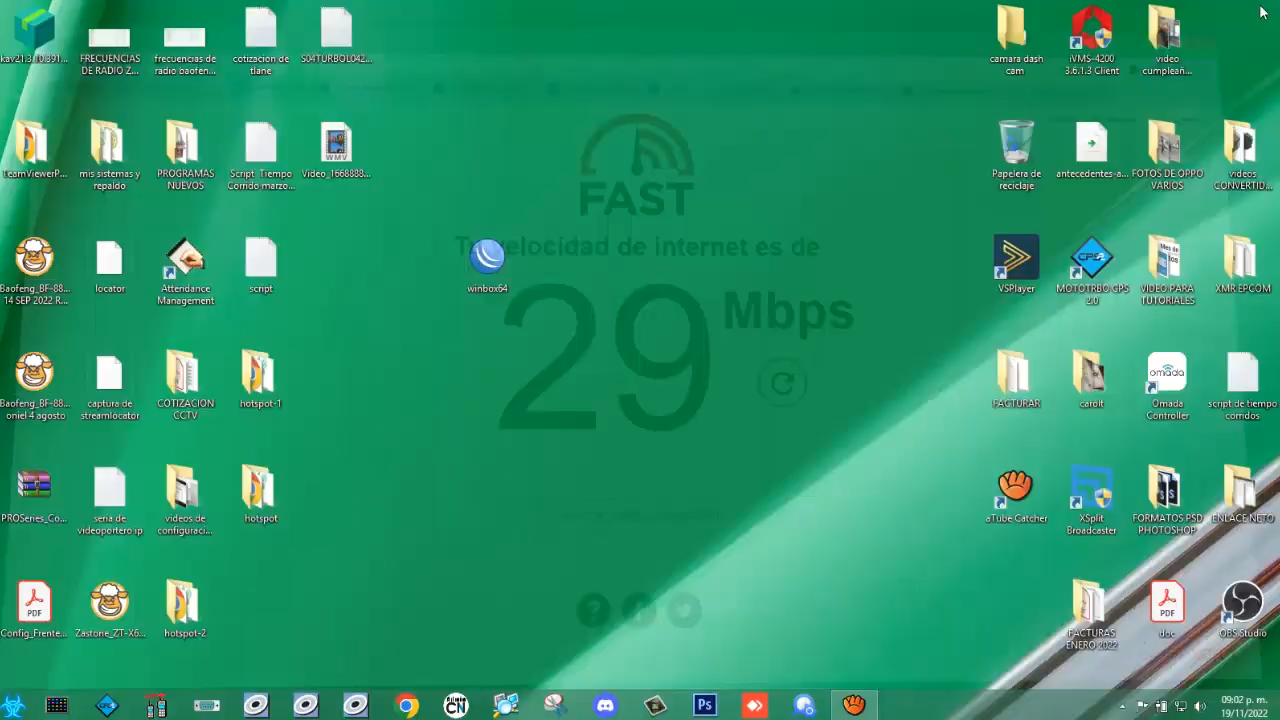 kav21.3.10.391...
FRECUENCIAS
DE RADIO Z...
frecuencias de
radio baofen...
cotizacion de
tlane
S04TURBOL042...
camara dash
cam
iVMS-4200
3.6.1.3 Client
video
cumpleañ...
TeamViewerP...
mis sistemas y
repaldo
PROGRAMAS
NUEVOS
Script Tiempo
Corrido marzo...
WMV
Video_1668888...
Papelera de
reciclaje
antecedentes-a...
FOTOS DE OPPO
VARIOS
videos
CONVERTID...
FAST
Tu velocidad de internet es de
29 Mbps
Baofeng_BF-88...
14 SEP 2022 R...
locator
Attendance
Management
script
winbox64
VSPlayer
CPS2
MOTOTRBO CPS
2.0
VIDEO PARA
TUTORIALES
XMR EPCOM
Baofeng_BF-88...
oniel 4 agosto
captura de
streamlocator
COTIZACION
CCTV
hotspot-1
FACTURAR
carolt
omada
Omada
Controller
script de tiempo
corridos
PROSeries_Co...
seria de
videoportero ip
videos de
configuraci...
hotspot
aTube Catcher
XSplit
Broadcaster
FORMATOS PSD
PHOTOSHOP
ENLACE NETO
PDF
Config_Frente...
Zastone_ZT-X6...
hotspot-2
FACTURAS
ENERO 2022
PDF
doc
OBS Studio
CN
Ps
09:02 p. m.
19/11/2022